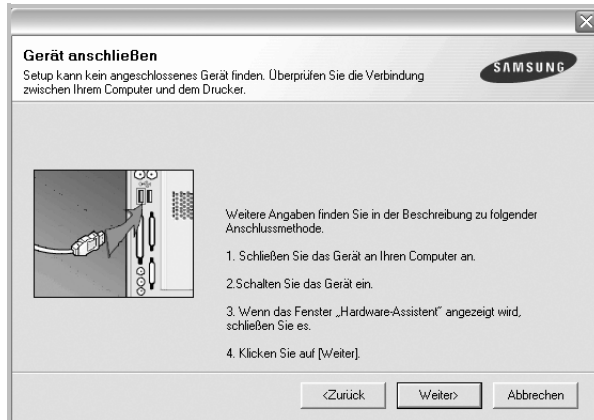 Gerät anschließen
Setup kann kein angeschlossenes Gerät finden. Überprüfen Sie die Verbindung
zwischen Ihrem Computer und dem Drucker.
SAMSUNG
Weitere Angaben finden Sie in der Beschreibung zu folgender
Anschlussmethode.
1. Schließen Sie das Gerät an Ihren Computer an.
2.Schalten Sie das Gerät ein.
3. Wenn das Fenster „Hardware-Assistent" angezeigt wird,
schließen Sie es.
4. Klicken Sie auf [Weiter].
<Zurück
Weiter>
Abbrechen